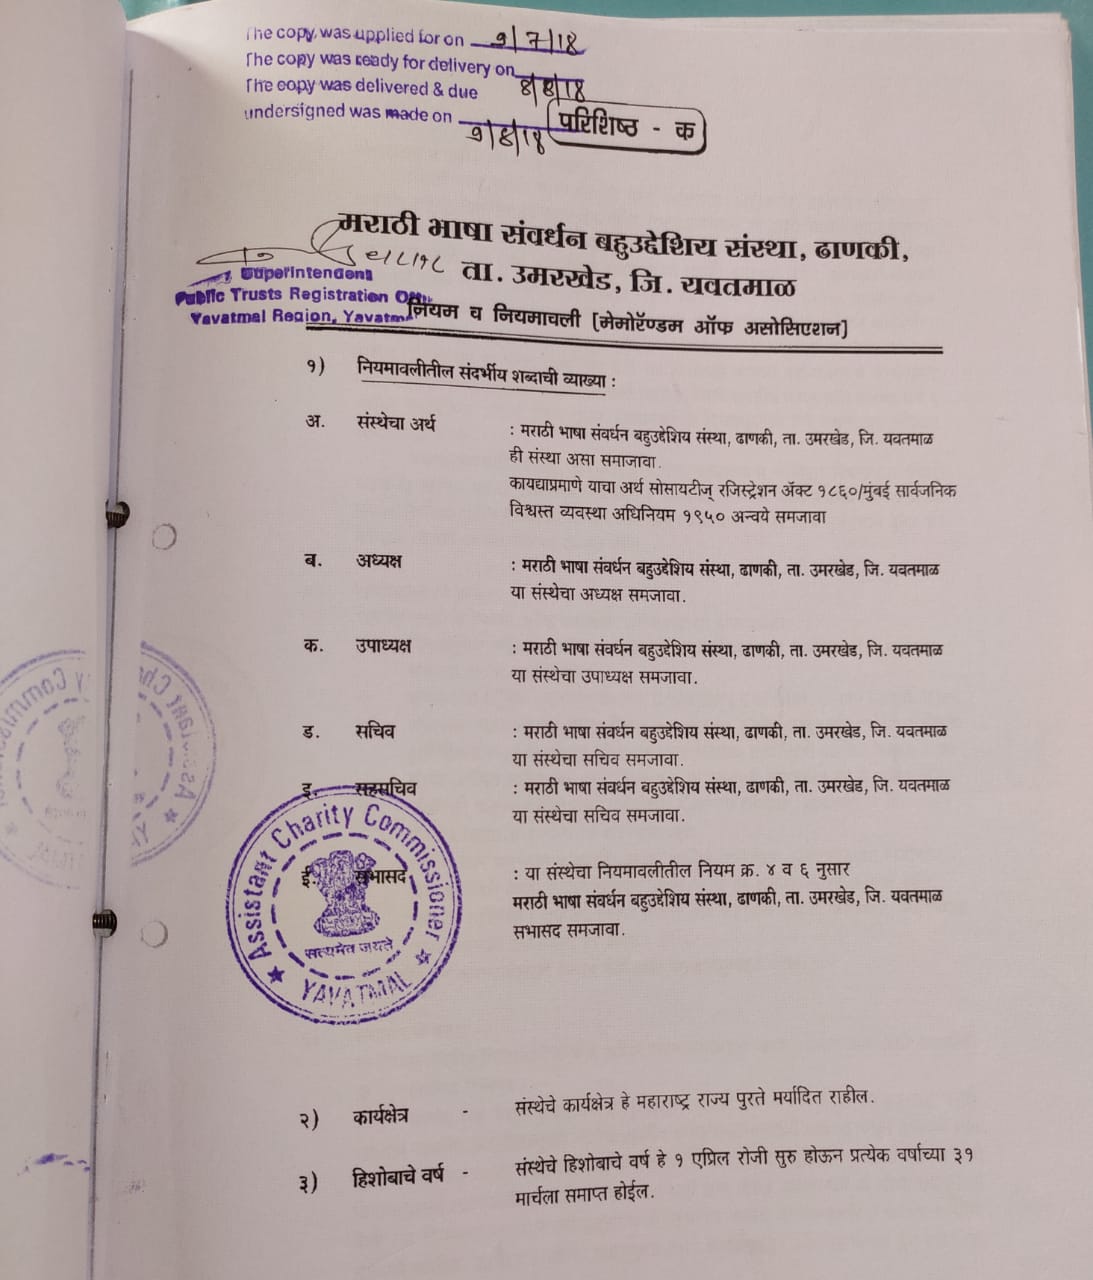 The copy was upplied for on ९/7/18
The copy was ready for delivery on 8/8/18
The copy was delivered & due
undersigned was made on ९/8/18
परिशिष्ठ - क
मराठी भाषा संवर्धन बहुउद्देशिय संस्था, ढाणकी,
ता. उमरखेड, जि. यवतमाळ
Superintendent
Public Trusts Registration
Yavatmal Region,
नियम व नियमावली [मेमोरॅण्डम ऑफ असोसिएशन]
१) नियमावलीतील संदर्भीय शब्दाची व्याख्या :
अ. संस्थेचा अर्थ : मराठी भाषा संवर्धन बहुउद्देशिय संस्था, ढाणकी, ता. उमरखेड, जि. यवतमाळ
ही संस्था असा समाजावा.
कायद्याप्रमाणे याचा अर्थ सोसायटीज् रजिस्ट्रेशन ॲक्ट १८६०/मुंबई सार्वजनिक
विश्वस्त व्यवस्था अधिनियम १९५० अन्वये समजावा
ब. अध्यक्ष : मराठी भाषा संवर्धन बहुउद्देशिय संस्था, ढाणकी, ता. उमरखेड, जि. यवतमाळ
या संस्थेचा अध्यक्ष समजावा.
क. उपाध्यक्ष : मराठी भाषा संवर्धन बहुउद्देशिय संस्था, ढाणकी, ता. उमरखेड, जि. यवतमाळ
या संस्थेचा उपाध्यक्ष समजावा.
ड. सचिव : मराठी भाषा संवर्धन बहुउद्देशिय संस्था, ढाणकी, ता. उमरखेड, जि. यवतमाळ
या संस्थेचा सचिव समजावा.
इ. सहसचिव : मराठी भाषा संवर्धन बहुउद्देशिय संस्था, ढाणकी, ता. उमरखेड, जि. यवतमाळ
या संस्थेचा सचिव समजावा.
ई. सभासद : या संस्थेचा नियमावलीतील नियम क्र. ४ व ६ नुसार
मराठी भाषा संवर्धन बहुउद्देशिय संस्था, ढाणकी, ता. उमरखेड, जि. यवतमाळ
सभासद समजावा.
Assistant Charity Commissioner
सत्यमेव जयते
YAVATMAL
२) कार्यक्षेत्र - संस्थेचे कार्यक्षेत्र हे महाराष्ट्र राज्य पुरते मर्यादित राहील.
३) हिशोबाचे वर्ष - संस्थेचे हिशोबाचे वर्ष हे १ एप्रिल रोजी सुरु होऊन प्रत्येक वर्षाच्या ३१
मार्चला समाप्त होईल.